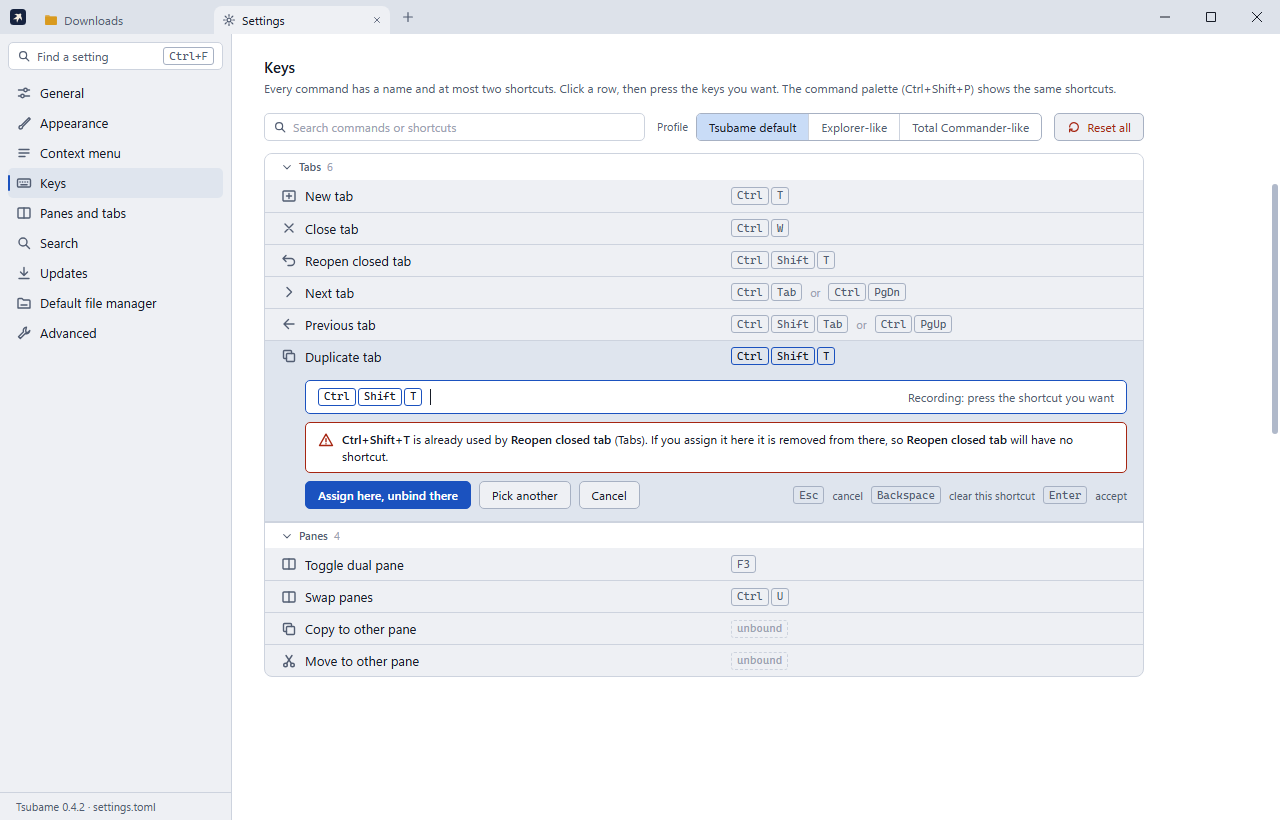 Downloads
Settings
Find a setting
Ctrl+F
General
Appearance
Context menu
Keys
Panes and tabs
Search
Updates
Default file manager
Advanced
Tsubame 0.4.2 · settings.toml
Keys
Every command has a name and at most two shortcuts. Click a row, then press the keys you want. The command palette (Ctrl+Shift+P) shows the same shortcuts.
Search commands or shortcuts
Profile
Tsubame default
Explorer-like
Total Commander-like
Reset all
Tabs 6
New tab Ctrl T
Close tab Ctrl W
Reopen closed tab Ctrl Shift T
Next tab Ctrl Tab or Ctrl PgDn
Previous tab Ctrl Shift Tab or Ctrl PgUp
Duplicate tab Ctrl Shift T
Ctrl Shift T Recording: press the shortcut you want
Ctrl+Shift+T is already used by Reopen closed tab (Tabs). If you assign it here it is removed from there, so Reopen closed tab will have no
shortcut.
Assign here, unbind there Pick another Cancel Esc cancel Backspace clear this shortcut Enter accept
Panes 4
Toggle dual pane F3
Swap panes Ctrl U
Copy to other pane unbound
Move to other pane unbound